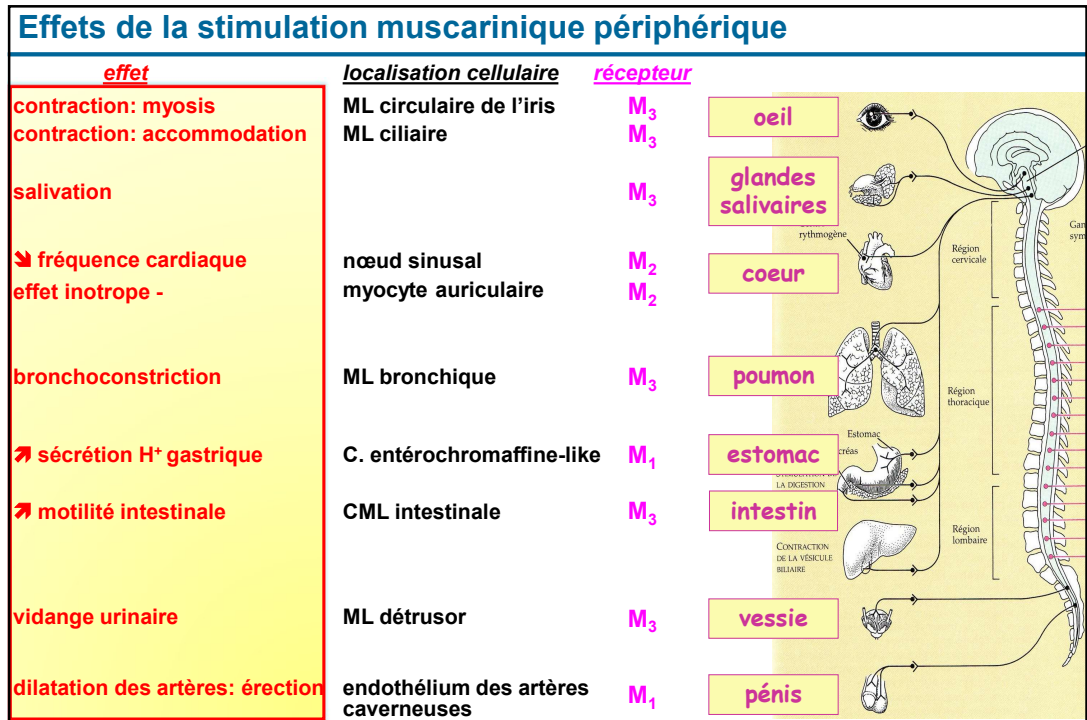 Effets de la stimulation muscarinique périphérique
effet localisation cellulaire récepteur
contraction: myosis ML circulaire de l'iris M₃ oeil
contraction: accommodation ML ciliaire M₃
salivation M₃ glandes
salivaires
rythmogène
➘ fréquence cardiaque nœud sinusal M₂ coeur
effet inotrope - myocyte auriculaire M₂
Région
cervicale
bronchoconstriction ML bronchique M₃ poumon
Région
thoracique
Estomac
➚ sécrétion H⁺ gastrique C. entérochromaffine-like M₁ estomac
LA DIGESTION
➚ motilité intestinale CML intestinale M₃ intestin
Région
lombaire
CONTRACTION
DE LA VÉSICULE
BILIAIRE
vidange urinaire ML détrusor M₃ vessie
dilatation des artères: érection endothélium des artères
caverneuses M₁ pénis